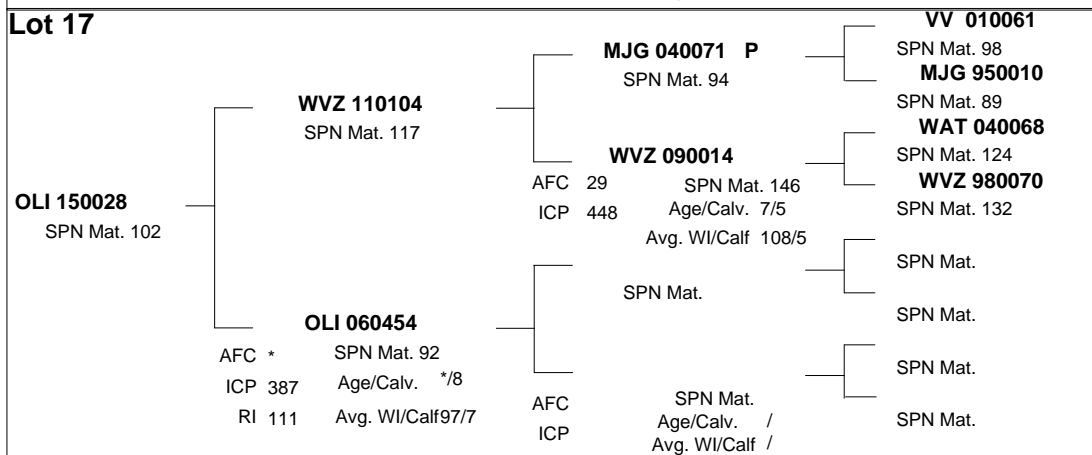 Lot 17
VV 010061
MJG 040071 P
SPN Mat. 98
SPN Mat. 94
MJG 950010
WVZ 110104
SPN Mat. 89
SPN Mat. 117
WAT 040068
WVZ 090014
SPN Mat. 124
AFC 29 SPN Mat. 146
WVZ 980070
OLI 150028
ICP 448 Age/Calv. 7/5
SPN Mat. 132
SPN Mat. 102
Avg. WI/Calf 108/5
SPN Mat.
SPN Mat.
SPN Mat.
OLI 060454
AFC * SPN Mat. 92
SPN Mat.
ICP 387 Age/Calv. */8
RI 111 Avg. WI/Calf97/7
AFC SPN Mat.
ICP Age/Calv. /
Avg. WI/Calf /
SPN Mat.